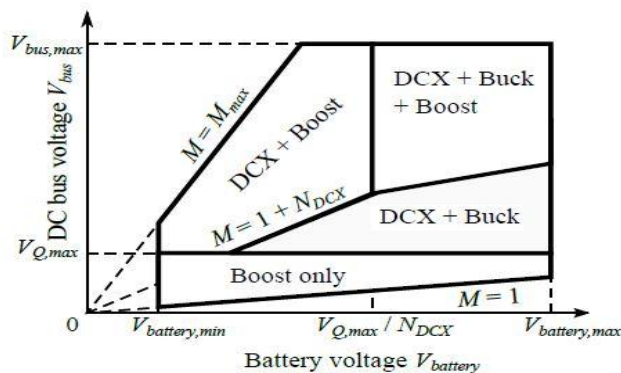 V_bus,max
DC bus voltage V_bus
M = M_max
DCX + Boost
DCX + Buck
+ Boost
M = 1 + N_DCX
DCX + Buck
V_Q,max
Boost only
M = 1
0
V_battery,min
V_Q,max / N_DCX
V_battery,max
Battery voltage V_battery